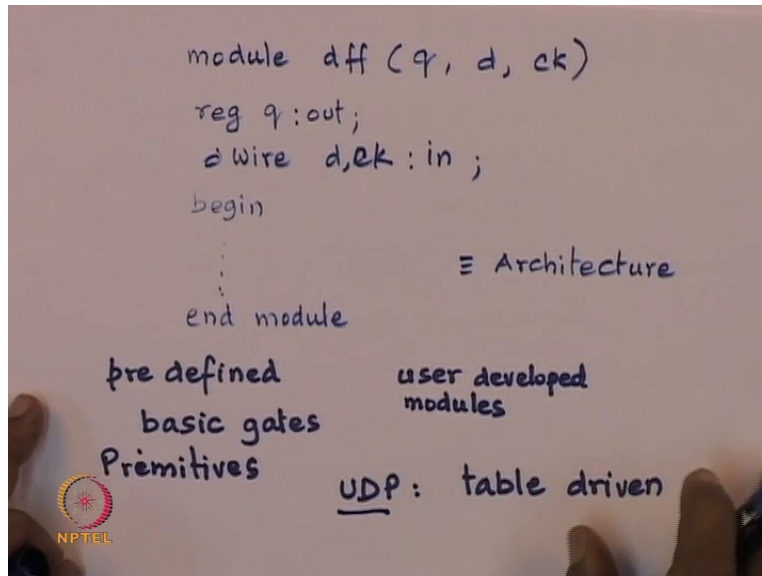 module dff (q, d, ck)
reg q : out;
wire d, ck : in ;
begin
≡ Architecture
end module
pre defined
user developed
modules
basic gates
Premitives
UDP : table driven
NPTEL